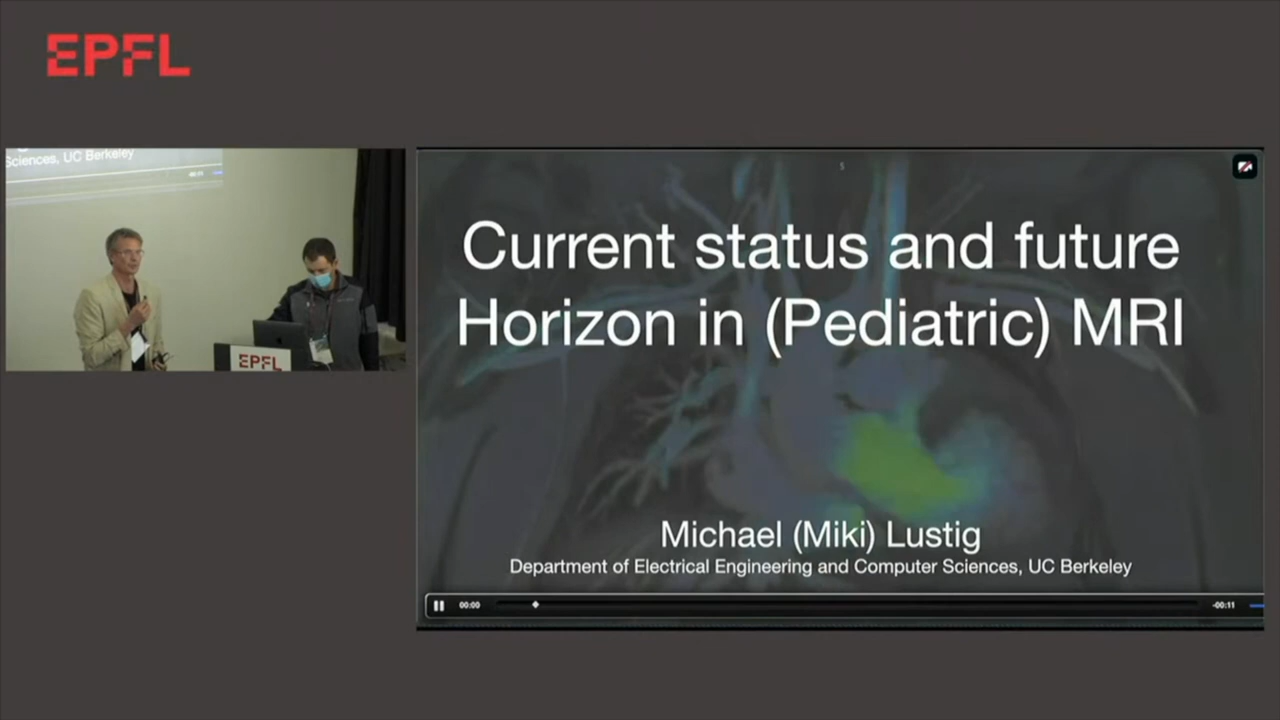 EPFL
Sciences, UC Berkeley
EPFL
5
Current status and future
Horizon in (Pediatric) MRI
Michael (Miki) Lustig
Department of Electrical Engineering and Computer Sciences, UC Berkeley
00:00
-00:11